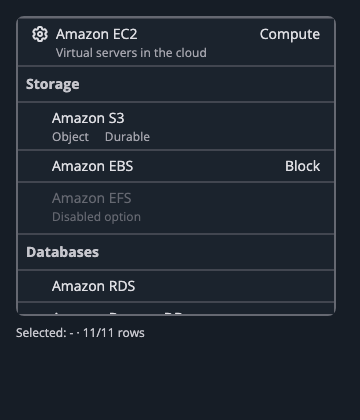 Amazon EC2 Compute
Virtual servers in the cloud
Storage
Amazon S3
Object Durable
Amazon EBS Block
Amazon EFS
Disabled option
Databases
Amazon RDS
Selected: - · 11/11 rows